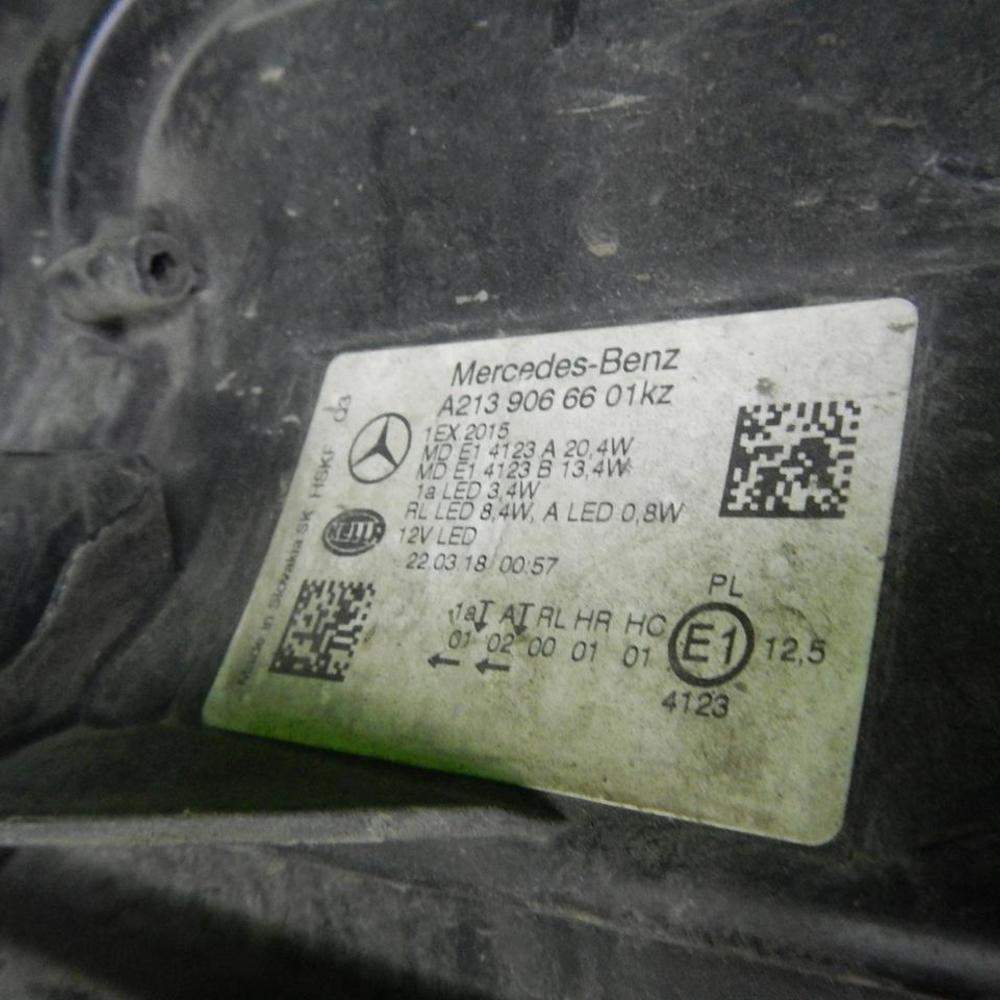 Mercedes-Benz
A213 906 66 01kz
1EX.2015
MD E1 4123 A 20,4W
MD E1 4123 B 13,4W
1a LED 3,4W
RL LED 8,4W, A LED 0,8W
12V LED
22.03.18 00:57
HELLA
Made in Slovakia SK HSKF d3
PL
1a AT RL HR HC
01 02 00 01 01
E1 12,5
4123